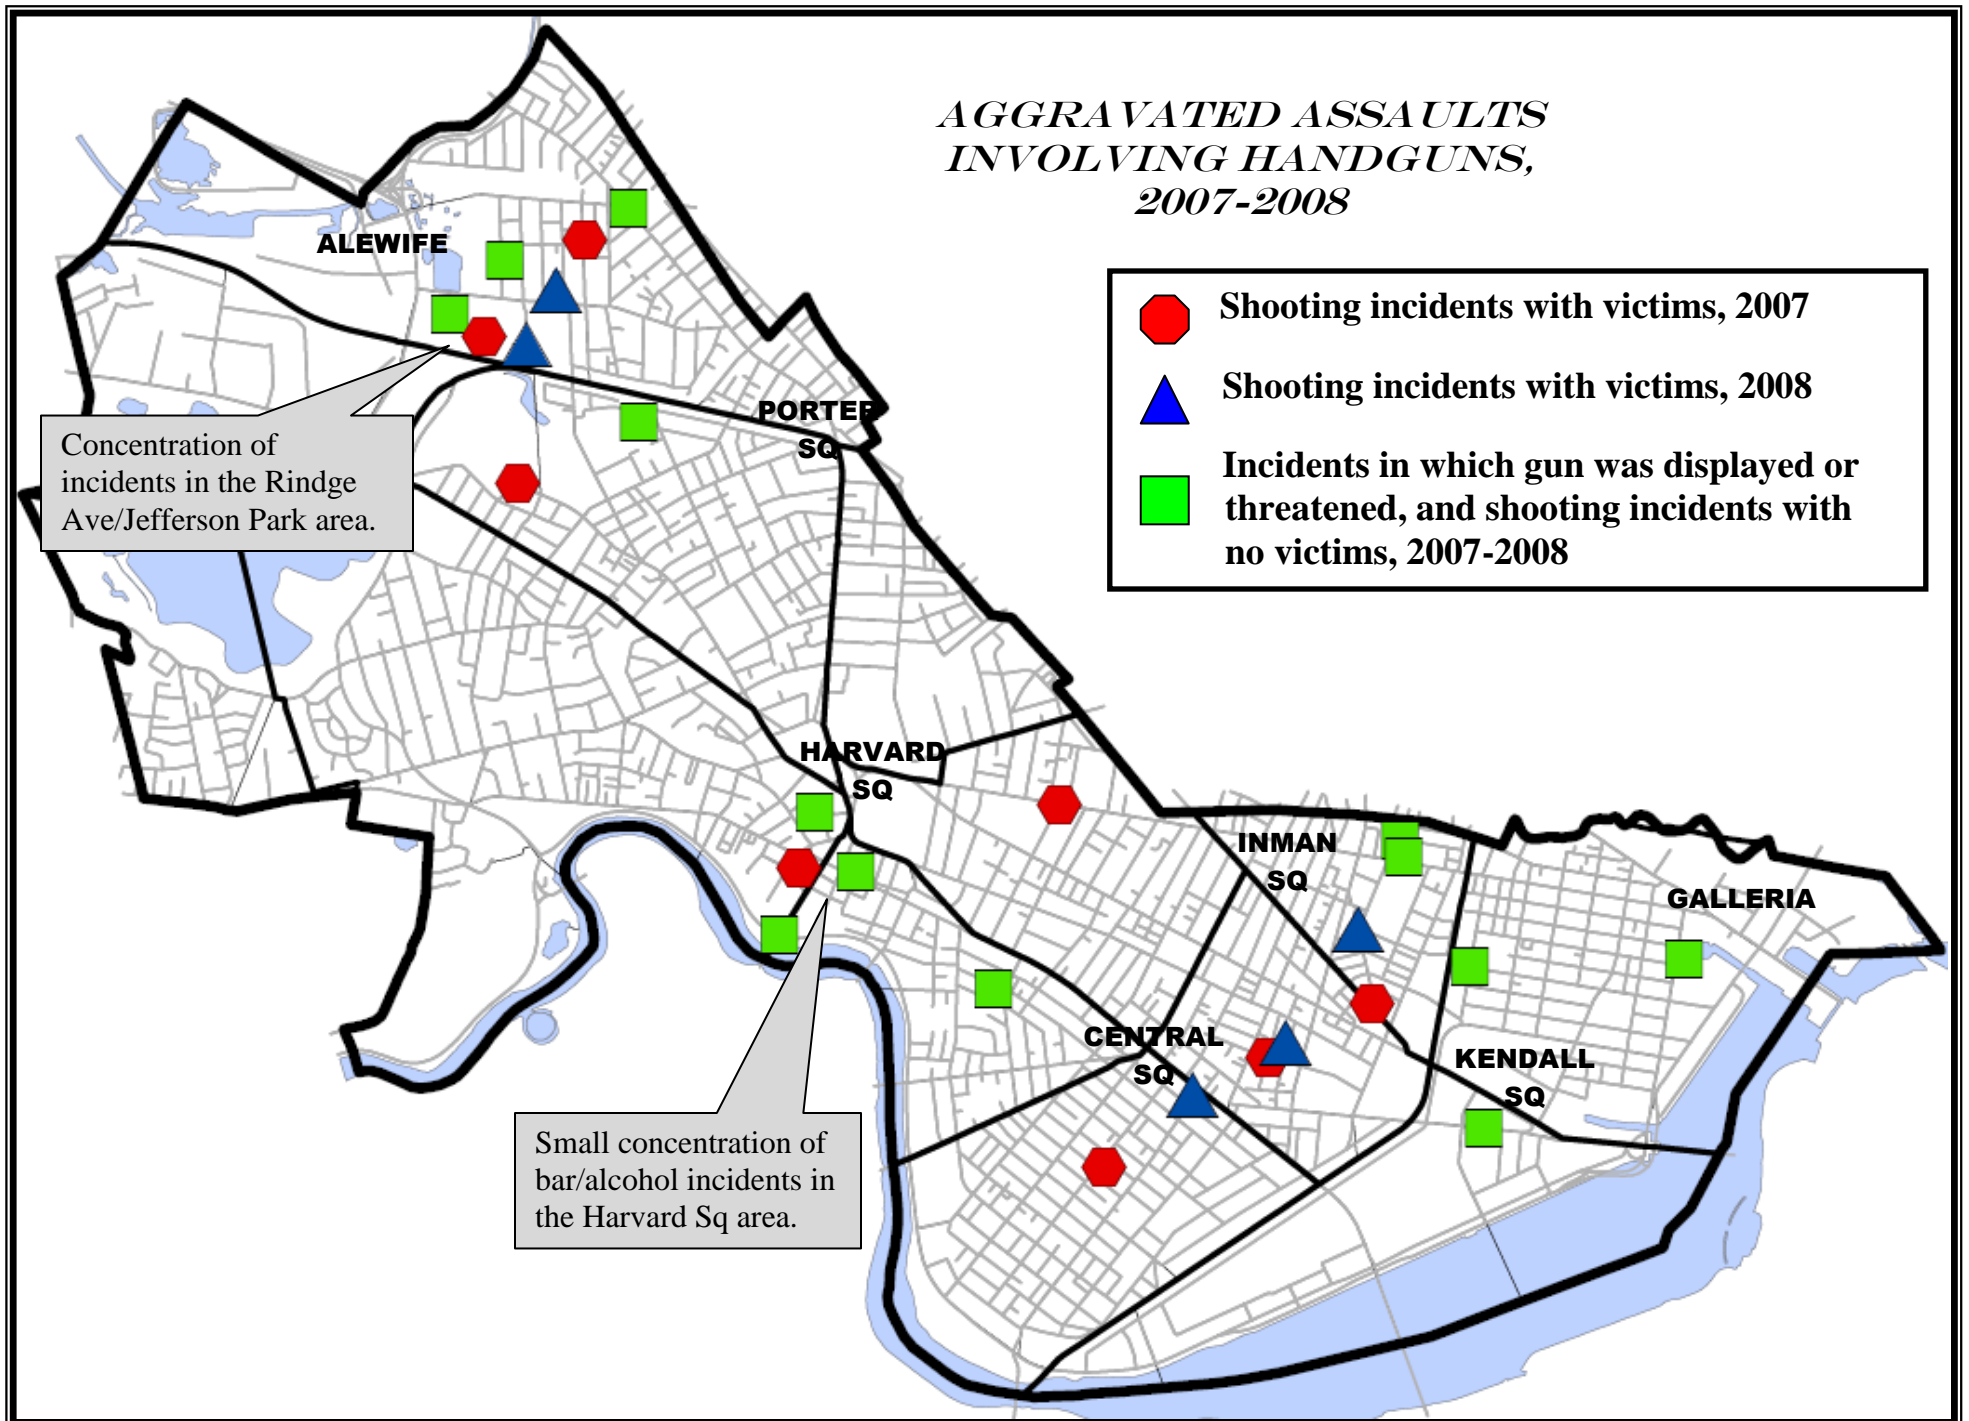 AGGRAVATED ASSAULTS
INVOLVING HANDGUNS,
2007-2008
Shooting incidents with victims, 2007
Shooting incidents with victims, 2008
Incidents in which gun was displayed or
threatened, and shooting incidents with
no victims, 2007-2008
ALEWIFE
PORTER
SQ
Concentration of
incidents in the Rindge
Ave/Jefferson Park area.
HARVARD
SQ
INMAN
SQ
GALLERIA
CENTRAL
SQ
KENDALL
SQ
Small concentration of
bar/alcohol incidents in
the Harvard Sq area.